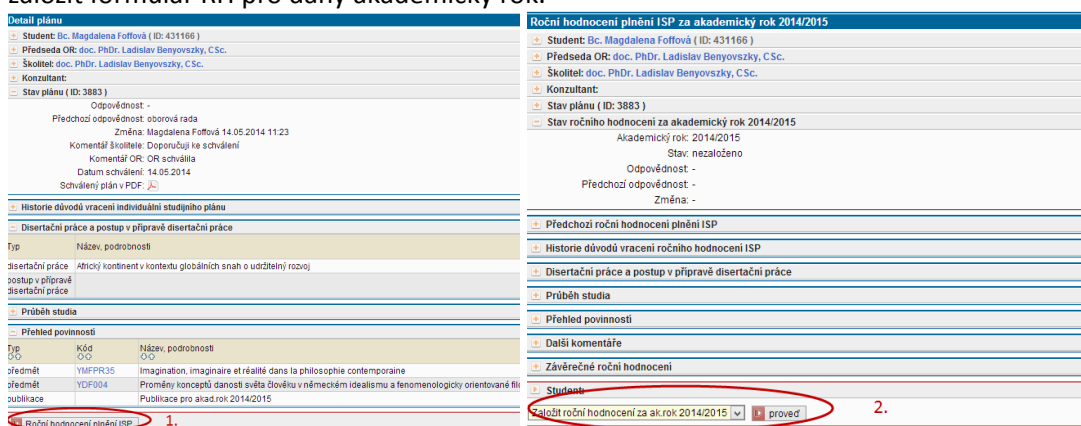 založit formulář RH pro daný akademický rok.
Detail plánu
Student: Bc. Magdalena Foffová ( ID: 431166 )
Předseda OR: doc. PhDr. Ladislav Benyovszky, CSc.
Školitel: doc. PhDr. Ladislav Benyovszky, CSc.
Konzultant:
Stav plánu ( ID: 3883 )
Odpovědnost: -
Předchozí odpovědnost: oborová rada
Změna: Magdalena Foffová 14.05.2014 11:23
Komentář školitele: Doporučuji ke schválení
Komentář OR: OR schválila
Datum schválení: 14.05.2014
Schválený plán v PDF:
Historie důvodů vracení individuální studijního plánu
Disertační práce a postup v přípravě disertační práce
Typ Název, podrobnosti
disertační práce Africký kontinent v kontextu globálních snah o udržitelný rozvoj
postup v přípravě
disertační práce
Průběh studia
Přehled povinností
Typ Kód Název, podrobnosti
předmět YMFPR35 Imagination, imaginaire et réalité dans la philosophie contemporaine
předmět YDF004 Proměny konceptů danosti světa člověku v německém idealismu a fenomenologicky orientované filo
publikace Publikace pro akad.rok 2014/2015
Roční hodnocení plnění ISP 1.
Roční hodnocení plnění ISP za akademický rok 2014/2015
Student: Bc. Magdalena Foffová ( ID: 431166 )
Předseda OR: doc. PhDr. Ladislav Benyovszky, CSc.
Školitel: doc. PhDr. Ladislav Benyovszky, CSc.
Konzultant:
Stav plánu ( ID: 3883 )
Stav ročního hodnocení za akademický rok 2014/2015
Akademický rok: 2014/2015
Stav: nezaloženo
Odpovědnost: -
Předchozí odpovědnost: -
Změna: -
Předchozí roční hodnocení plnění ISP
Historie důvodů vracení ročního hodnocení ISP
Disertační práce a postup v přípravě disertační práce
Průběh studia
Přehled povinností
Další komentáře
Závěrečné roční hodnocení
Student:
Založit roční hodnocení za ak.rok 2014/2015 proveď 2.